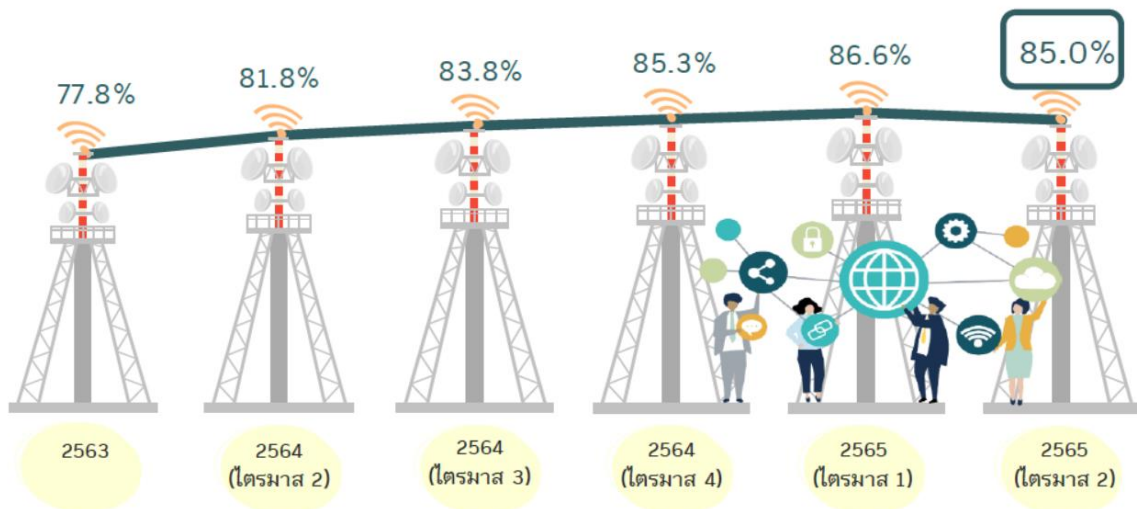 77.8%
81.8%
83.8%
85.3%
86.6%
85.0%
2563
2564
(ไตรมาส 2)
2564
(ไตรมาส 3)
2564
(ไตรมาส 4)
2565
(ไตรมาส 1)
2565
(ไตรมาส 2)